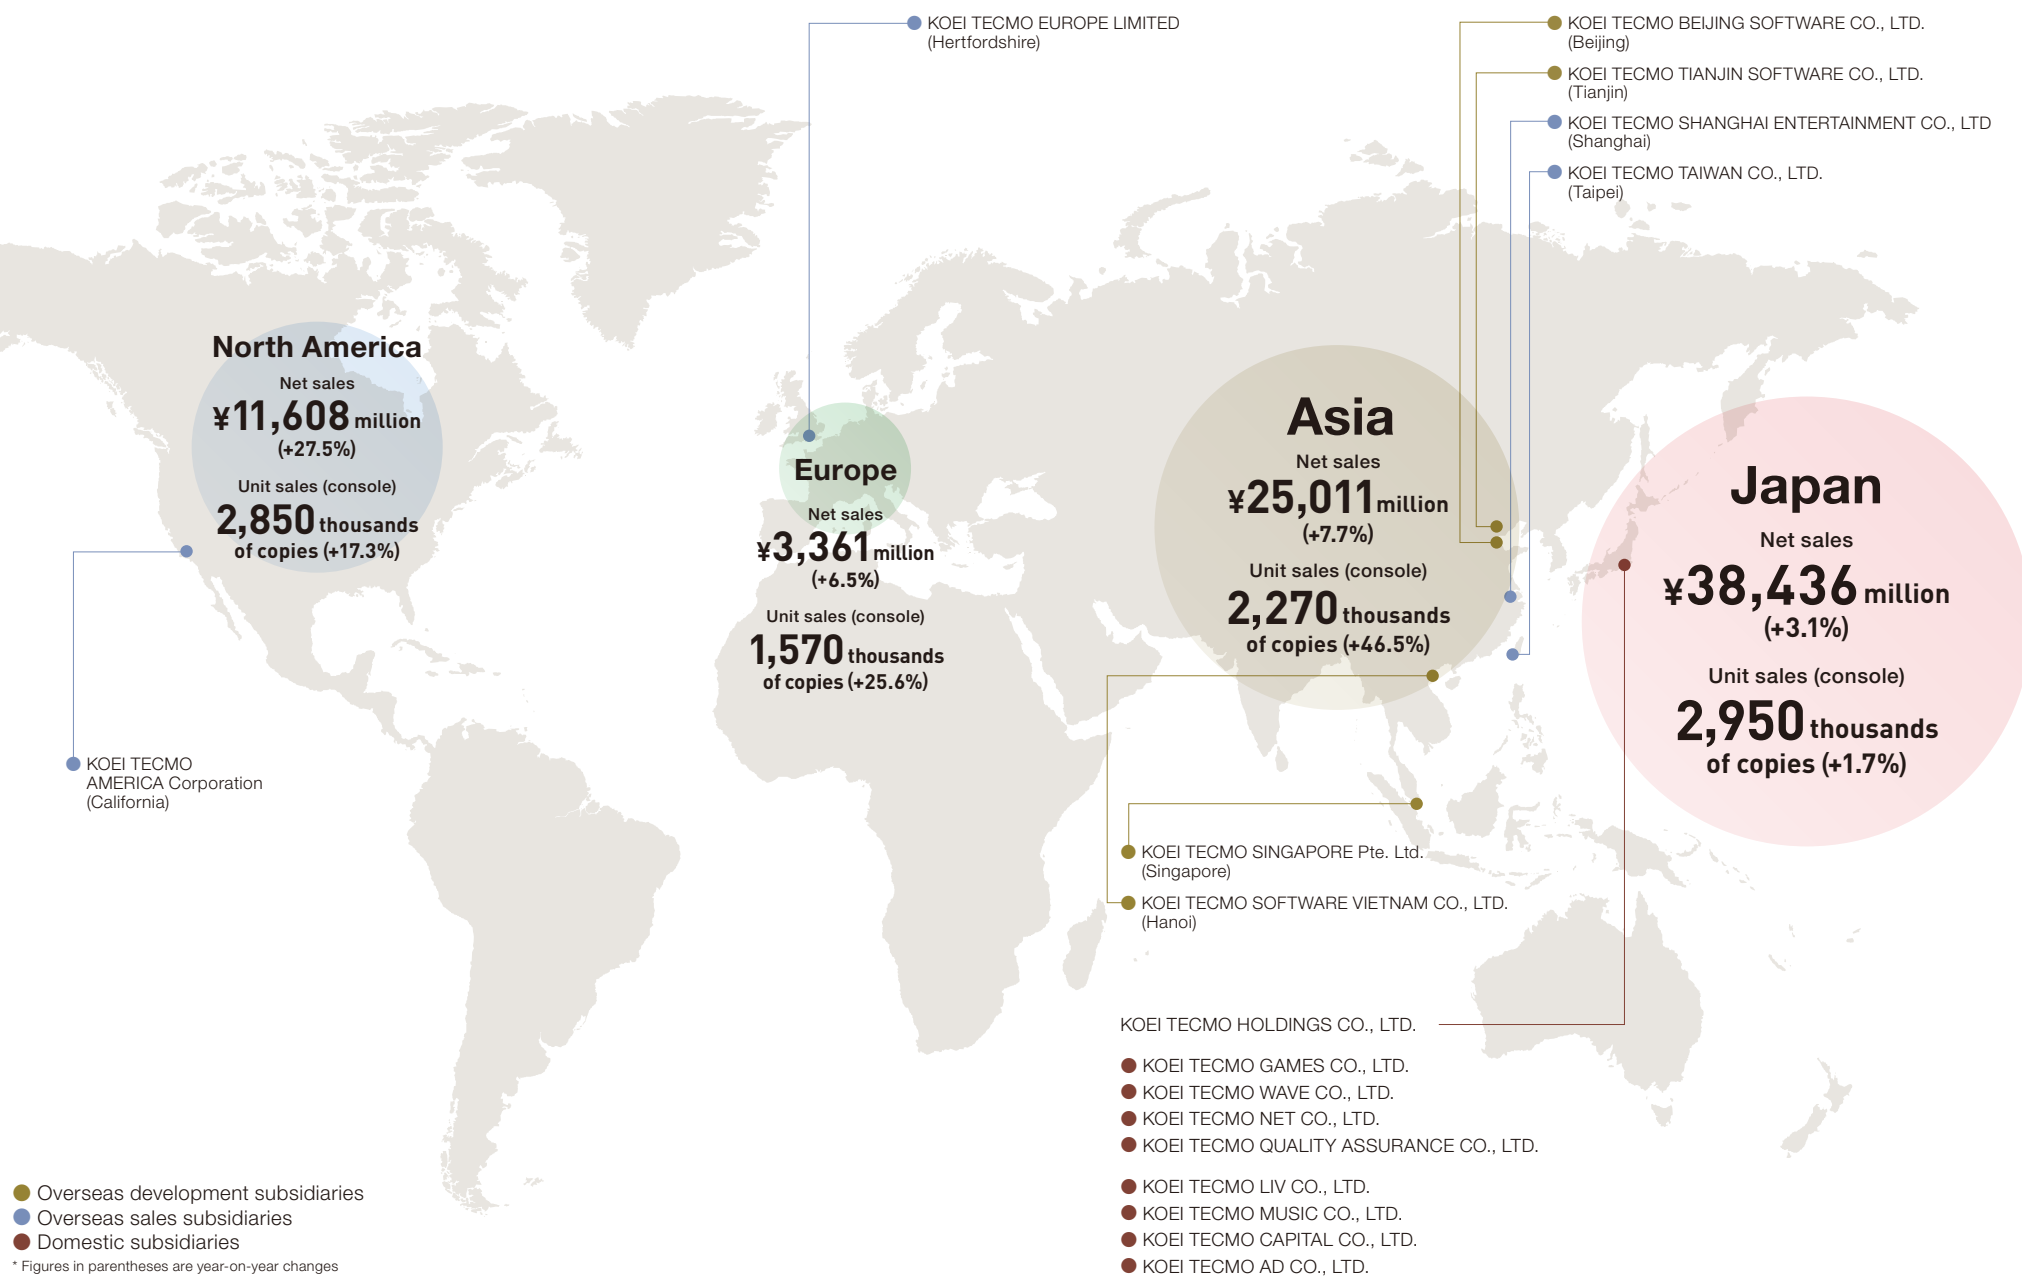 KOEI TECMO EUROPE LIMITED
(Hertfordshire)
KOEI TECMO BEIJING SOFTWARE CO., LTD.
(Beijing)
KOEI TECMO TIANJIN SOFTWARE CO., LTD.
(Tianjin)
KOEI TECMO SHANGHAI ENTERTAINMENT CO., LTD
(Shanghai)
KOEI TECMO TAIWAN CO., LTD.
(Taipei)
North America
Net sales
¥11,608 million
(+27.5%)
Unit sales (console)
2,850 thousands
of copies (+17.3%)
KOEI TECMO
AMERICA Corporation
(California)
Europe
Net sales
¥3,361 million
(+6.5%)
Unit sales (console)
1,570 thousands
of copies (+25.6%)
Asia
Net sales
¥25,011 million
(+7.7%)
Unit sales (console)
2,270 thousands
of copies (+46.5%)
Japan
Net sales
¥38,436 million
(+3.1%)
Unit sales (console)
2,950 thousands
of copies (+1.7%)
KOEI TECMO SINGAPORE Pte. Ltd.
(Singapore)
KOEI TECMO SOFTWARE VIETNAM CO., LTD.
(Hanoi)
KOEI TECMO HOLDINGS CO., LTD.
KOEI TECMO GAMES CO., LTD.
KOEI TECMO WAVE CO., LTD.
KOEI TECMO NET CO., LTD.
KOEI TECMO QUALITY ASSURANCE CO., LTD.
KOEI TECMO LIV CO., LTD.
KOEI TECMO MUSIC CO., LTD.
KOEI TECMO CAPITAL CO., LTD.
KOEI TECMO AD CO., LTD.
Overseas development subsidiaries
Overseas sales subsidiaries
Domestic subsidiaries
* Figures in parentheses are year-on-year changes